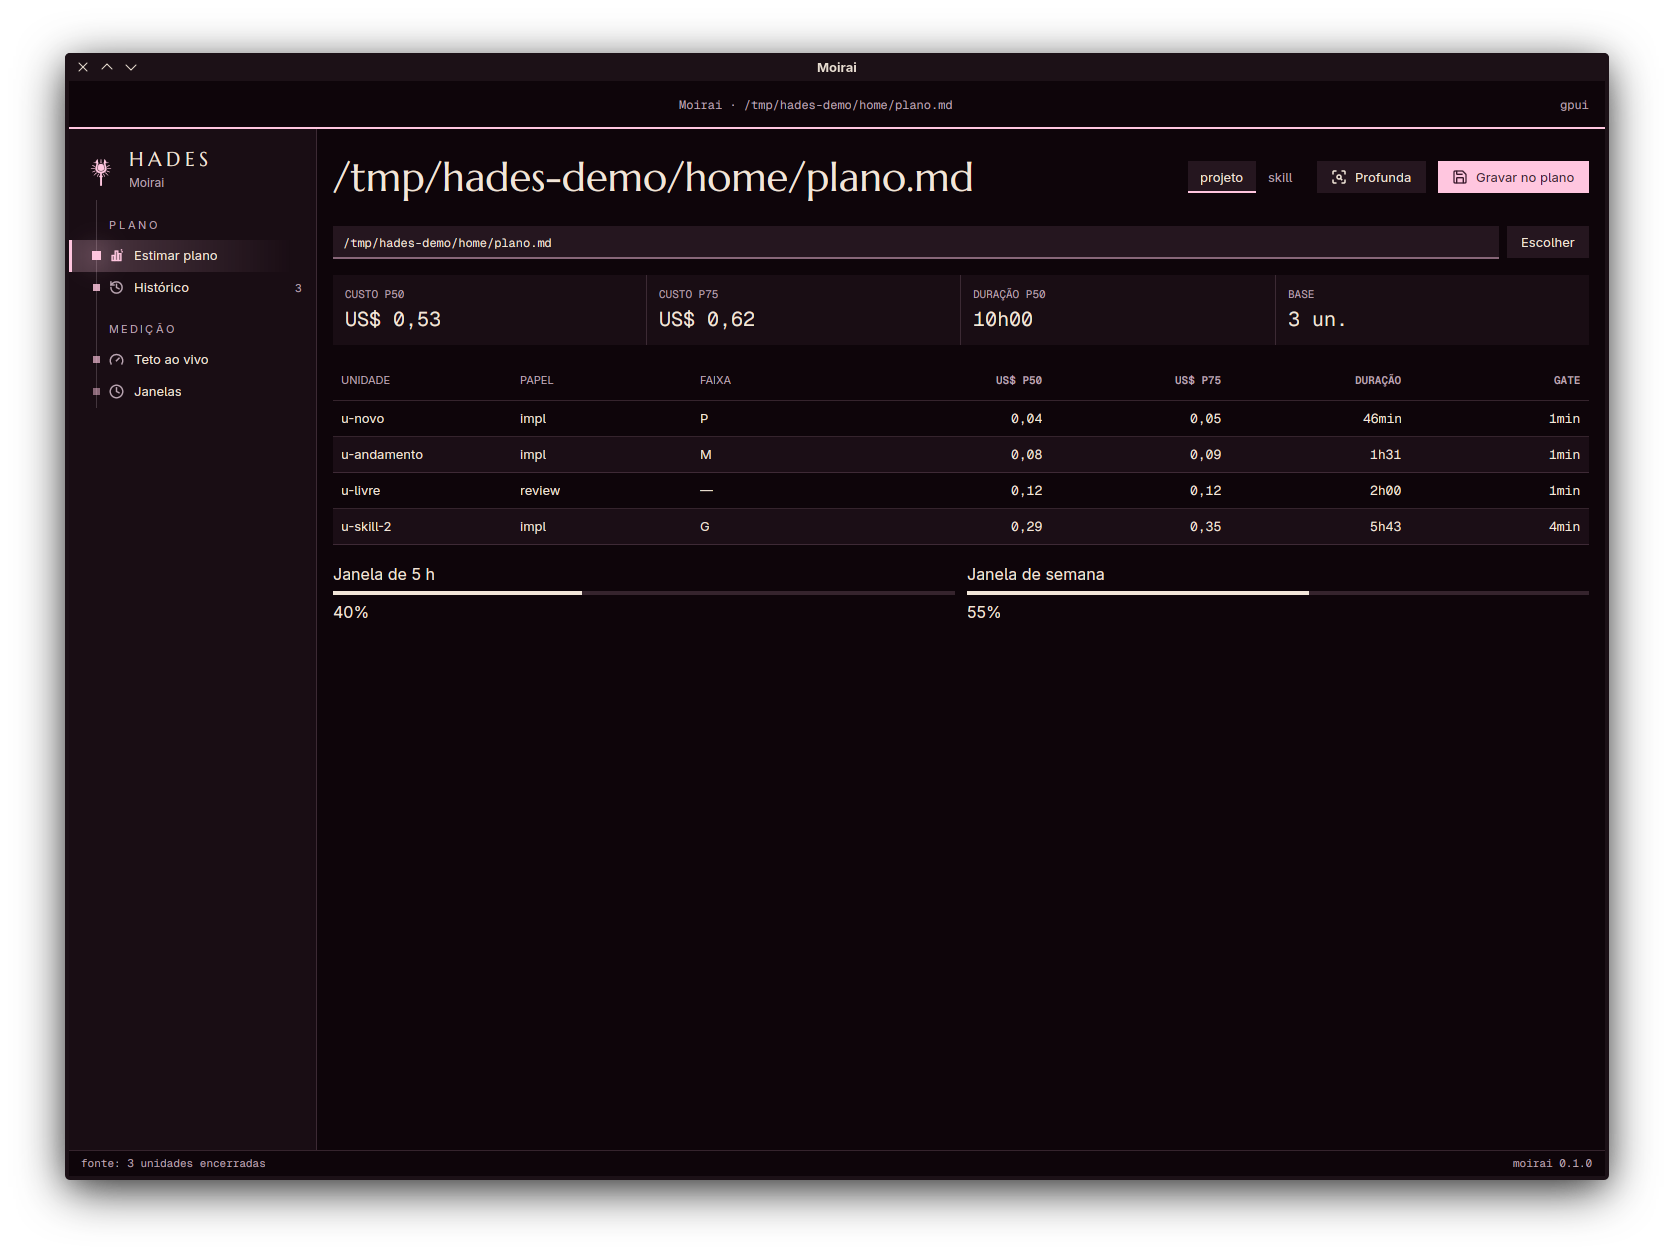 Moirai
Moirai · /tmp/hades-demo/home/plano.md
gpui
HADES
Moirai
PLANO
Estimar plano
Histórico 3
MEDIÇÃO
Teto ao vivo
Janelas
/tmp/hades-demo/home/plano.md
projeto skill Profunda Gravar no plano
/tmp/hades-demo/home/plano.md
Escolher
CUSTO P50 CUSTO P75 DURAÇÃO P50 BASE
US$ 0,53 US$ 0,62 10h00 3 un.
UNIDADE PAPEL FAIXA US$ P50 US$ P75 DURAÇÃO GATE
u-novo impl P 0,04 0,05 46min 1min
u-andamento impl M 0,08 0,09 1h31 1min
u-livre review — 0,12 0,12 2h00 1min
u-skill-2 impl G 0,29 0,35 5h43 4min
Janela de 5 h Janela de semana
40% 55%
fonte: 3 unidades encerradas
moirai 0.1.0